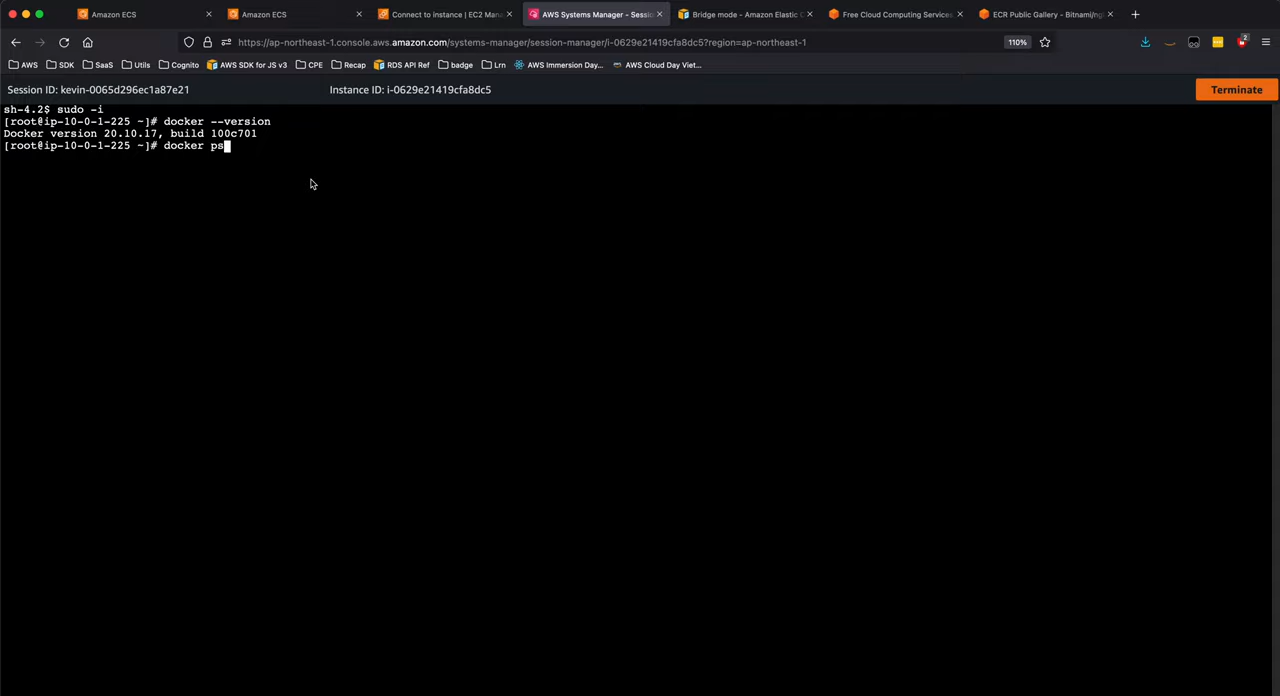 Amazon ECS
Amazon ECS
Connect to instance | EC2 Mana
AWS Systems Manager - Sessio
Bridge mode - Amazon Elastic C
Free Cloud Computing Services
ECR Public Gallery - Bitnami/ngi
https://ap-northeast-1.console.aws.amazon.com/systems-manager/session-manager/i-0629e21419cfa8dc5?region=ap-northeast-1
110%
2
AWS SDK SaaS Utils Cognito AWS SDK for JS v3 CPE Recap RDS API Ref badge Lrn AWS Immersion Day... AWS Cloud Day Viet...
Session ID: kevin-0065d296ec1a87e21
Instance ID: i-0629e21419cfa8dc5
Terminate
sh-4.2$ sudo -i
[root@ip-10-0-1-225 ~]# docker --version
Docker version 20.10.17, build 100c701
[root@ip-10-0-1-225 ~]# docker ps